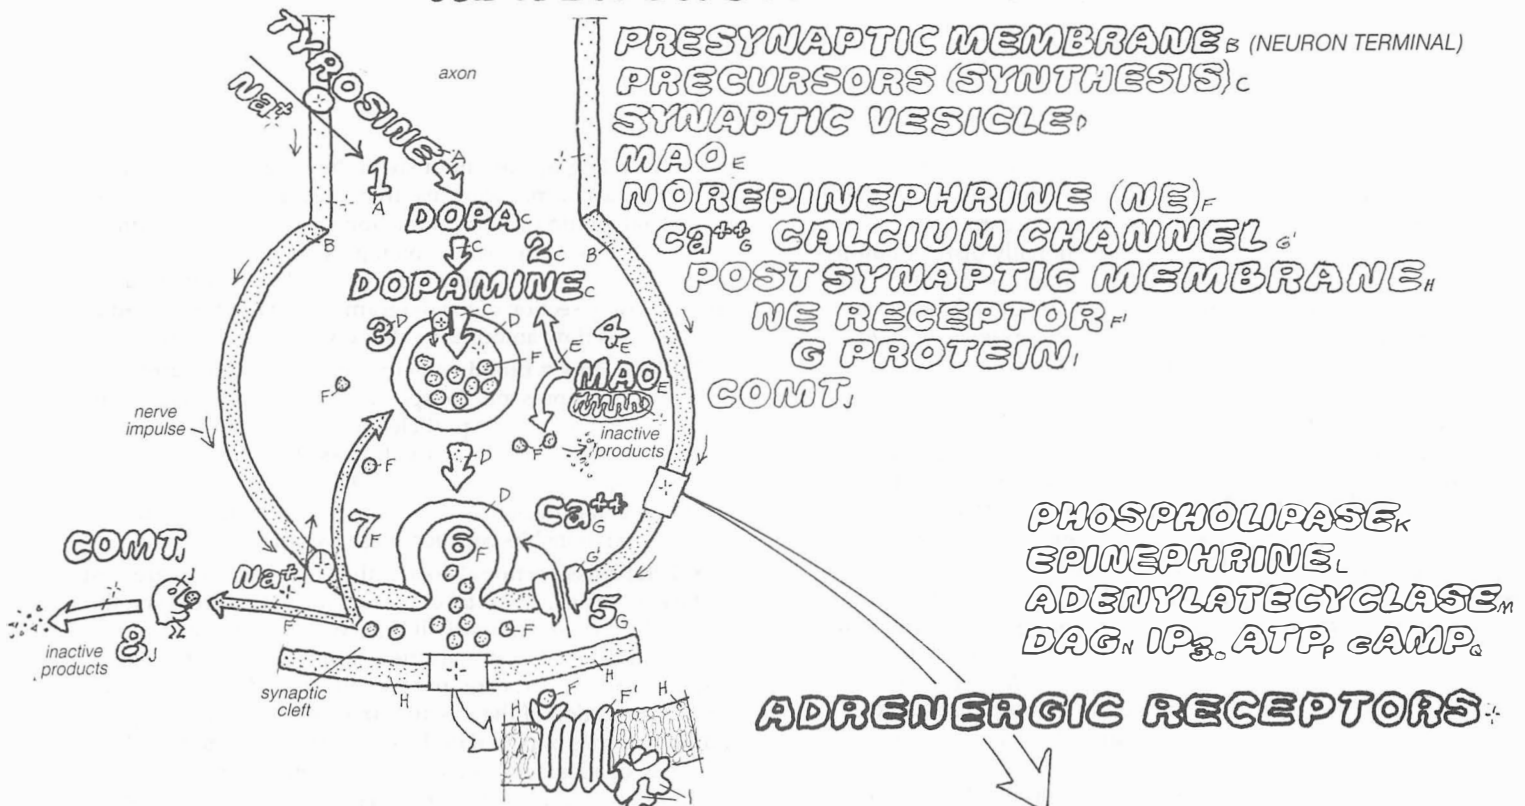 TYROSINE A
Na+
axon
1 A
DOPA C
C 2 C
DOPAMINE C
B
B
3 D
C
D
F
4 E
E
MAO E
F
F
inactive products
nerve impulse
F
D
D
Ca++ G
7 F
6 F
G'
5 G
COMT J
J
Na+
F
F
8 J
inactive products
synaptic cleft
H
H
H
F
F'
H
I
PRESYNAPTIC MEMBRANE B (NEURON TERMINAL)
PRECURSORS (SYNTHESIS) C
SYNAPTIC VESICLE D
MAO E
NOREPINEPHRINE (NE) F
Ca++ G CALCIUM CHANNEL G'
POSTSYNAPTIC MEMBRANE H
NE RECEPTOR F'
G PROTEIN I
COMT J
PHOSPHOLIPASE K
EPINEPHRINE L
ADENYLATECYCLASE M
DAG N IP3 O ATP P cAMP Q
ADRENERGIC RECEPTORS